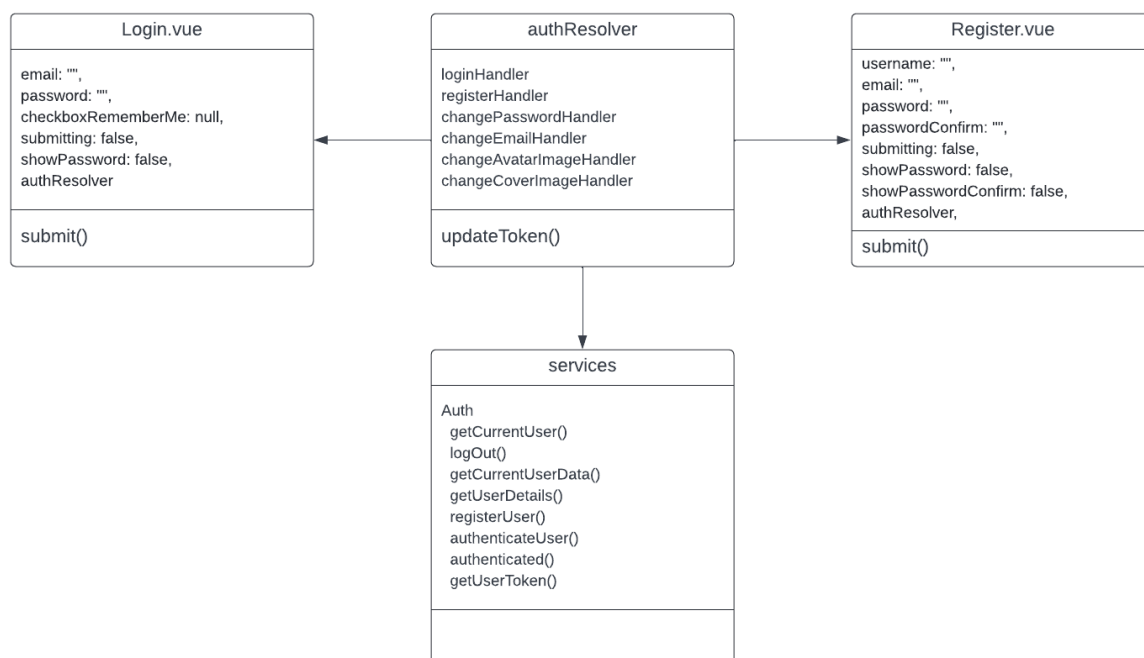 Login.vue
email: "",
password: "",
checkboxRememberMe: null,
submitting: false,
showPassword: false,
authResolver
submit()
authResolver
loginHandler
registerHandler
changePasswordHandler
changeEmailHandler
changeAvatarImageHandler
changeCoverImageHandler
updateToken()
Register.vue
username: "",
email: "",
password: "",
passwordConfirm: "",
submitting: false,
showPassword: false,
showPasswordConfirm: false,
authResolver,
submit()
services
Auth
getCurrentUser()
logOut()
getCurrentUserData()
getUserDetails()
registerUser()
authenticateUser()
authenticated()
getUserToken()